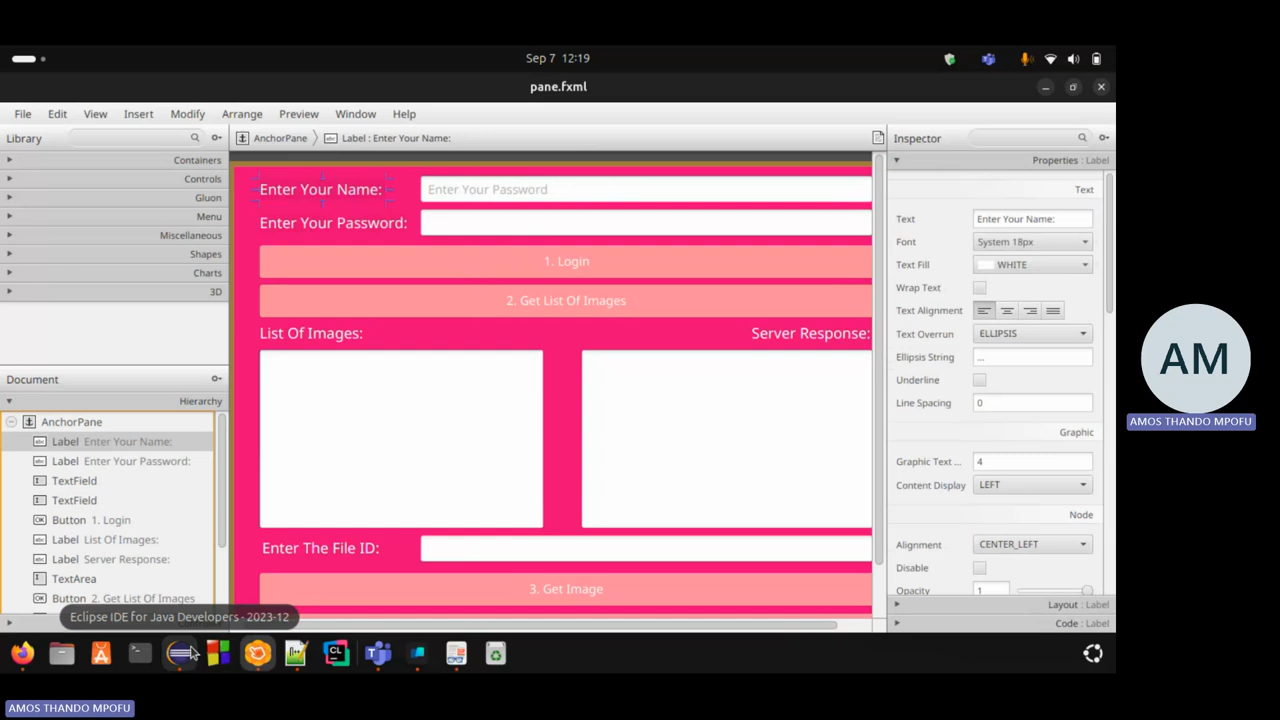 Sep 7 12:19
pane.fxml
File Edit View Insert Modify Arrange Preview Window Help
Library
Containers
Controls
Gluon
Menu
Miscellaneous
Shapes
Charts
3D
Document
Hierarchy
AnchorPane
Label Enter Your Name:
Label Enter Your Password:
TextField
TextField
Button 1. Login
Label List Of Images:
Label Server Response:
TextArea
Button 2. Get List Of Images
Eclipse IDE for Java Developers - 2023-12
AnchorPane Label : Enter Your Name:
Enter Your Name: Enter Your Password
Enter Your Password:
1. Login
2. Get List Of Images
List Of Images: Server Response:
Enter The File ID:
3. Get Image
Inspector
Properties : Label
Text
Text Enter Your Name:
Font System 18px
Text Fill WHITE
Wrap Text
Text Alignment
Text Overrun ELLIPSIS
Ellipsis String ...
Underline
Line Spacing 0
Graphic
Graphic Text ... 4
Content Display LEFT
Node
Alignment CENTER_LEFT
Disable
Opacity 1
Layout : Label
Code : Label
CL
AM
AMOS THANDO MPOFU
AMOS THANDO MPOFU